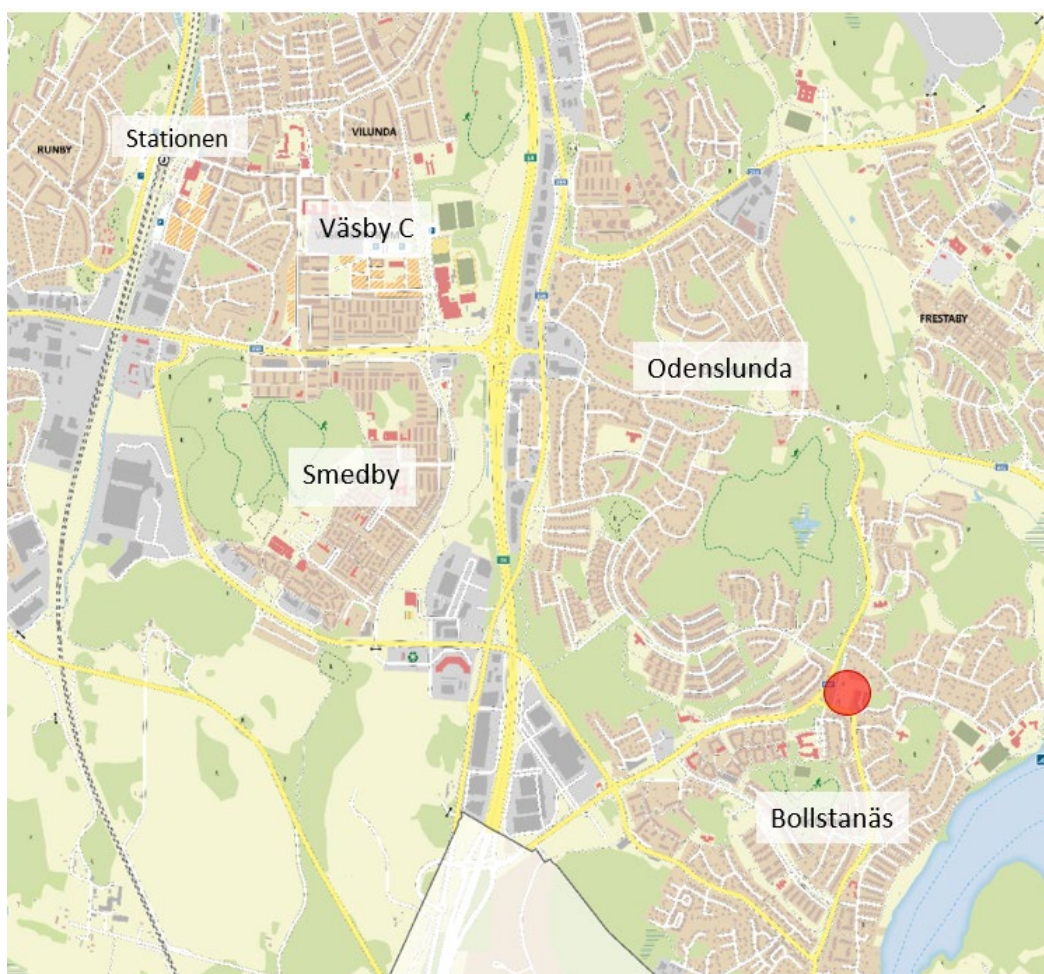 Stationen
RUNBY
VILUNDA
Väsby C
FRESTABY
Odenslunda
Smedby
Bollstanäs